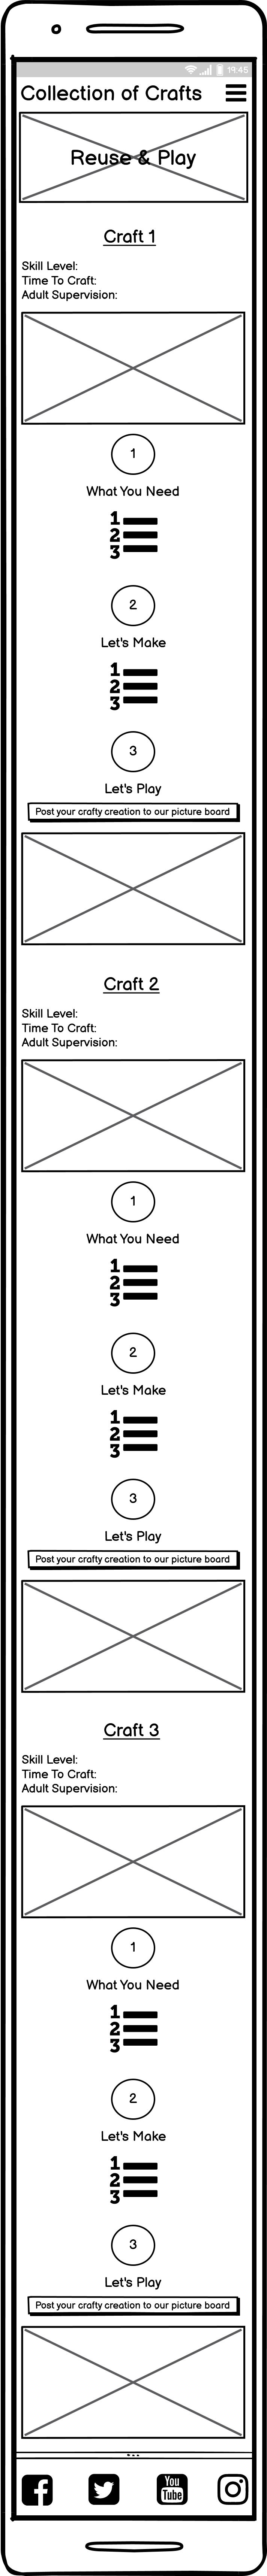 19:45
Collection of Crafts
Reuse & Play
Craft 1
Skill Level:
Time To Craft:
Adult Supervision:
1
What You Need
1
2
3
2
Let's Make
1
2
3
3
Let's Play
Post your crafty creation to our picture board
Craft 2
Skill Level:
Time To Craft:
Adult Supervision:
1
What You Need
1
2
3
2
Let's Make
1
2
3
3
Let's Play
Post your crafty creation to our picture board
Craft 3
Skill Level:
Time To Craft:
Adult Supervision:
1
What You Need
1
2
3
2
Let's Make
1
2
3
3
Let's Play
Post your crafty creation to our picture board
You
Tube